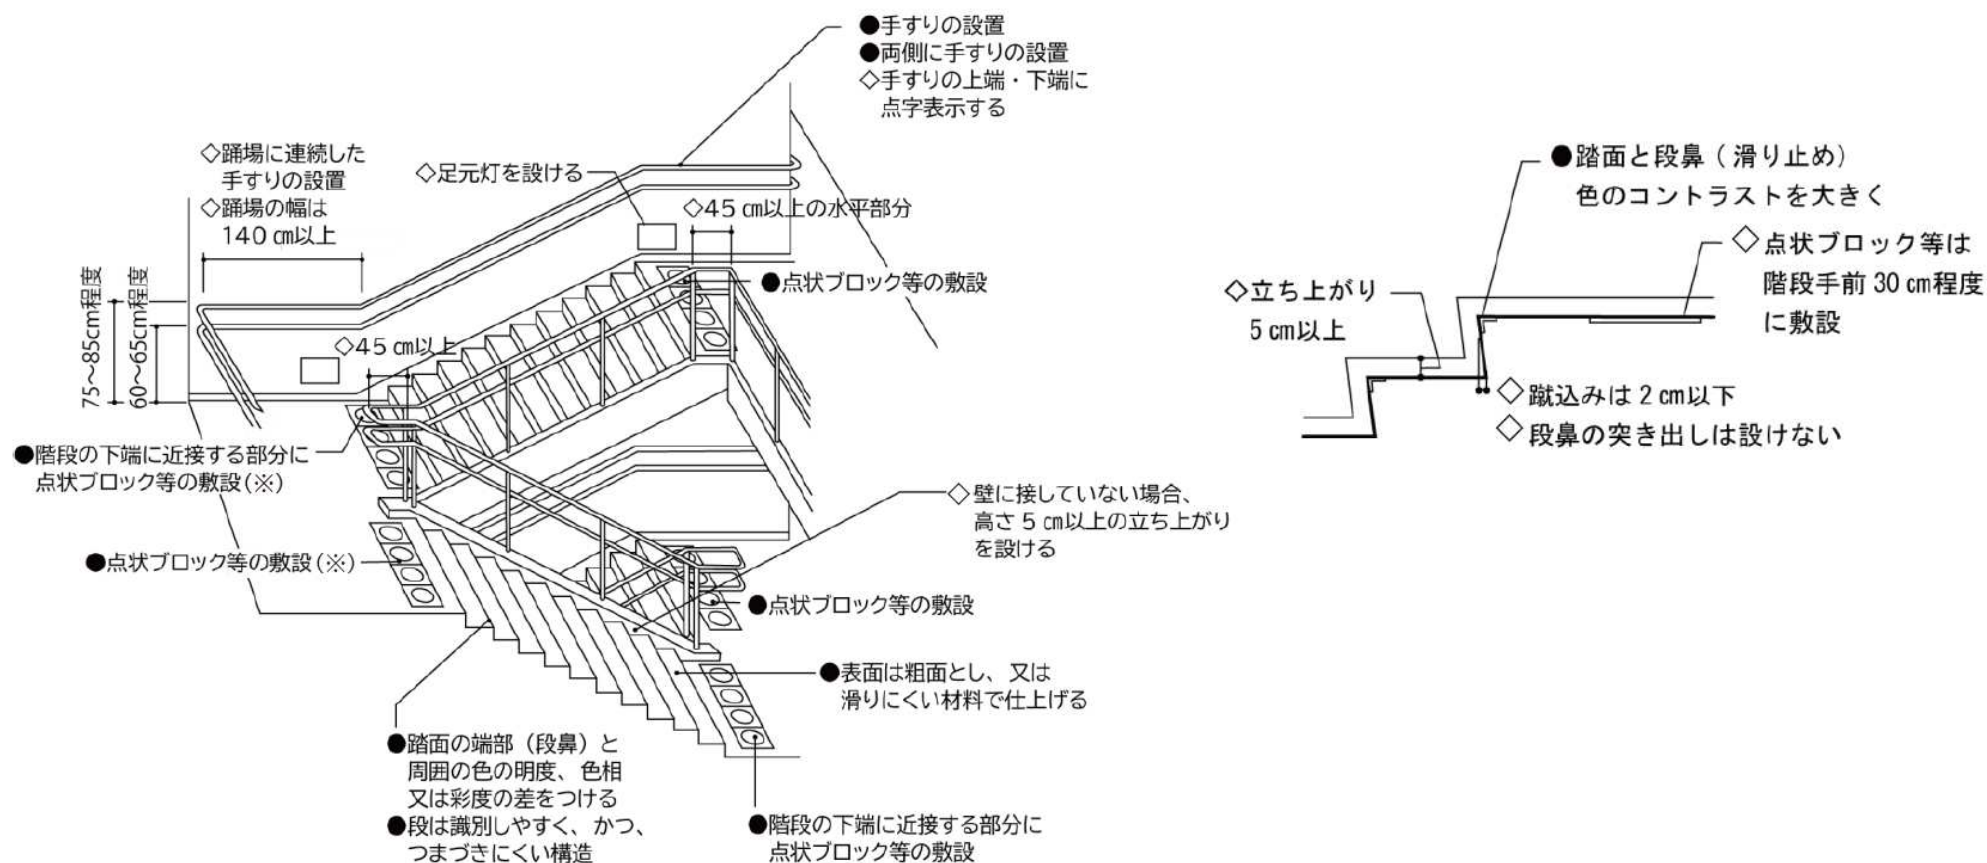 ●手すりの設置
●両側に手すりの設置
◇手すりの上端・下端に
点字表示する
◇踊場に連続した
手すりの設置
◇踊場の幅は
140㎝以上
◇足元灯を設ける
◇45㎝以上の水平部分
●点状ブロック等の敷設
75～85cm程度
60～65cm程度
◇45㎝以上
●階段の下端に近接する部分に
点状ブロック等の敷設(※)
●点状ブロック等の敷設(※)
◇壁に接していない場合、
高さ5㎝以上の立ち上がり
を設ける
●点状ブロック等の敷設
●表面は粗面とし、又は
滑りにくい材料で仕上げる
●踏面の端部（段鼻）と
周囲の色の明度、色相
又は彩度の差をつける
●段は識別しやすく、かつ、
つまづきにくい構造
●階段の下端に近接する部分に
点状ブロック等の敷設
●踏面と段鼻（滑り止め）
色のコントラストを大きく
◇点状ブロック等は
階段手前30㎝程度
に敷設
◇立ち上がり
5㎝以上
◇蹴込みは2㎝以下
◇段鼻の突き出しは設けない